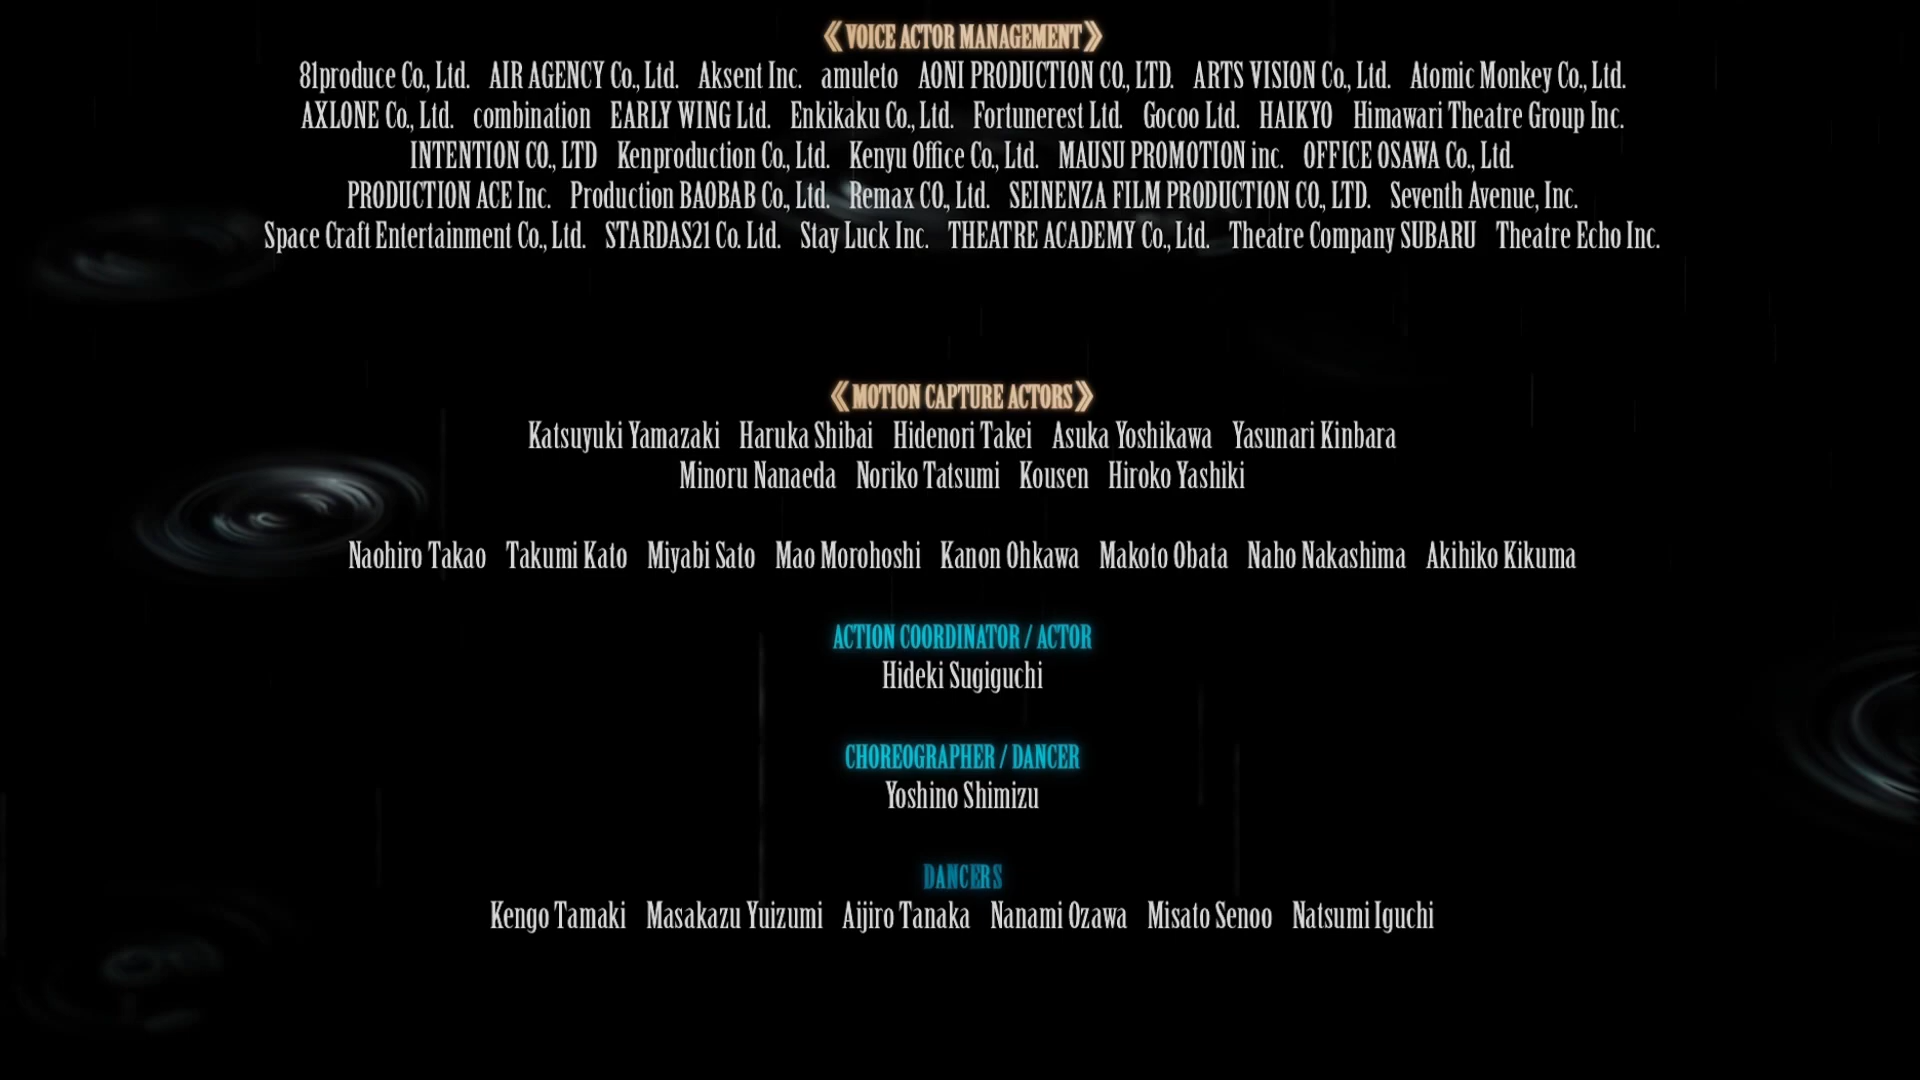 《VOICE ACTOR MANAGEMENT》
81produce Co., Ltd. AIR AGENCY Co., Ltd. Aksent Inc. amuleto AONI PRODUCTION CO., LTD. ARTS VISION Co., Ltd. Atomic Monkey Co., Ltd.
AXLONE Co., Ltd. combination EARLY WING Ltd. Enkikaku Co., Ltd. Fortunerest Ltd. Gocoo Ltd. HAIKYO Himawari Theatre Group Inc.
INTENTION CO., LTD Kenproduction Co., Ltd. Kenyu Office Co., Ltd. MAUSU PROMOTION inc. OFFICE OSAWA Co., Ltd.
PRODUCTION ACE Inc. Production BAOBAB Co., Ltd. Remax CO., Ltd. SEINENZA FILM PRODUCTION CO., LTD. Seventh Avenue, Inc.
Space Craft Entertainment Co., Ltd. STARDAS21 Co. Ltd. Stay Luck Inc. THEATRE ACADEMY Co., Ltd. Theatre Company SUBARU Theatre Echo Inc.
《MOTION CAPTURE ACTORS》
Katsuyuki Yamazaki Haruka Shibai Hidenori Takei Asuka Yoshikawa Yasunari Kinbara
Minoru Nanaeda Noriko Tatsumi Kousen Hiroko Yashiki
Naohiro Takao Takumi Kato Miyabi Sato Mao Morohoshi Kanon Ohkawa Makoto Obata Naho Nakashima Akihiko Kikuma
ACTION COORDINATOR / ACTOR
Hideki Sugiguchi
CHOREOGRAPHER / DANCER
Yoshino Shimizu
DANCERS
Kengo Tamaki Masakazu Yuizumi Aijiro Tanaka Nanami Ozawa Misato Senoo Natsumi Iguchi